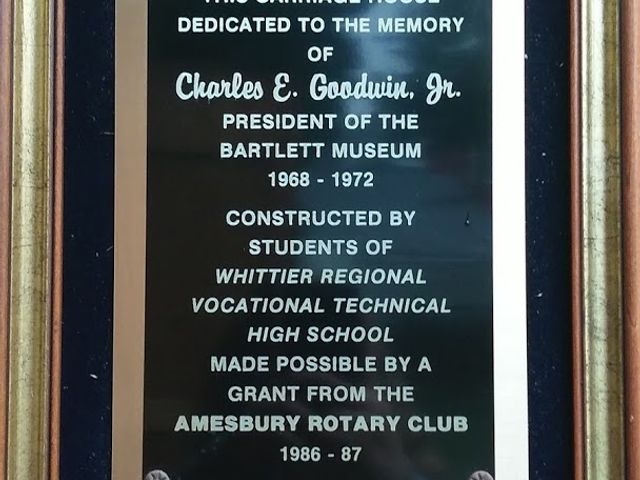 THIS CARRIAGE HOUSE
DEDICATED TO THE MEMORY
OF
Charles E. Goodwin, Jr.
PRESIDENT OF THE
BARTLETT MUSEUM
1968 - 1972
CONSTRUCTED BY
STUDENTS OF
WHITTIER REGIONAL
VOCATIONAL TECHNICAL
HIGH SCHOOL
MADE POSSIBLE BY A
GRANT FROM THE
AMESBURY ROTARY CLUB
1986 - 87